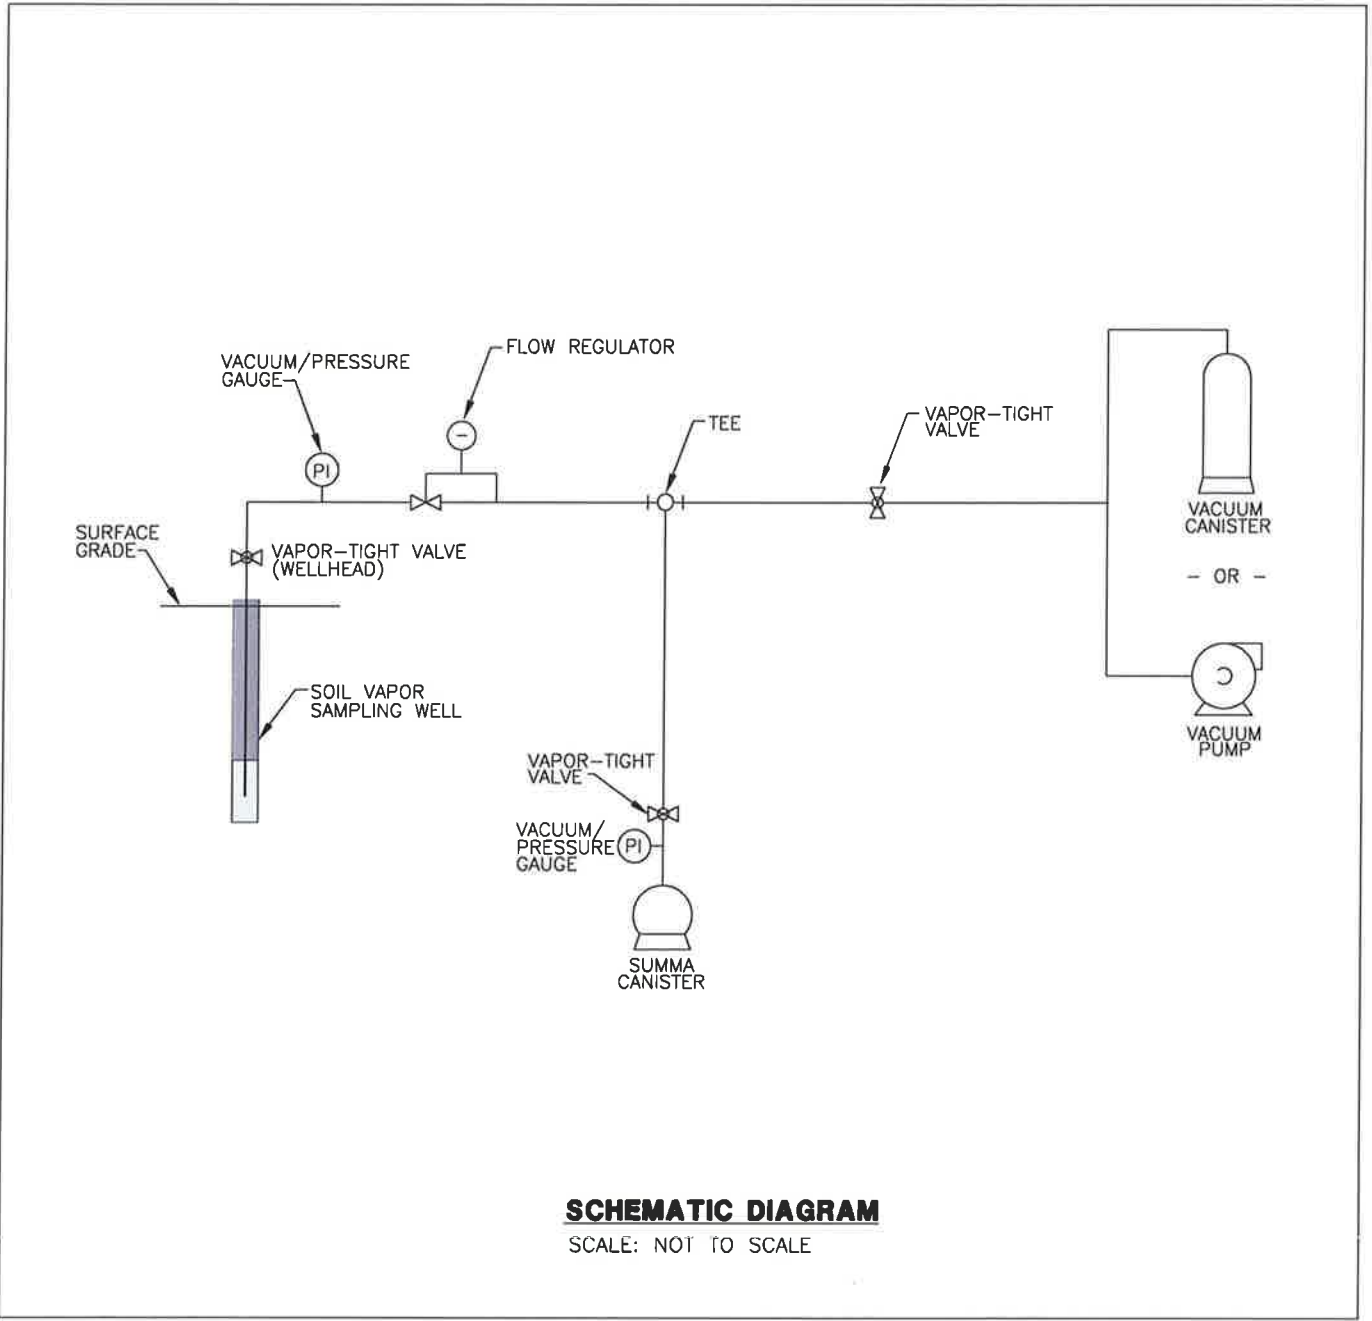 FLOW REGULATOR
VACUUM/PRESSURE
GAUGE
PI
TEE
VAPOR-TIGHT
VALVE
SURFACE
GRADE
VAPOR-TIGHT VALVE
(WELLHEAD)
VACUUM
CANISTER
- OR -
SOIL VAPOR
SAMPLING WELL
VACUUM
PUMP
VAPOR-TIGHT
VALVE
VACUUM/
PRESSURE
GAUGE
PI
SUMMA
CANISTER
SCHEMATIC DIAGRAM
SCALE: NOT TO SCALE